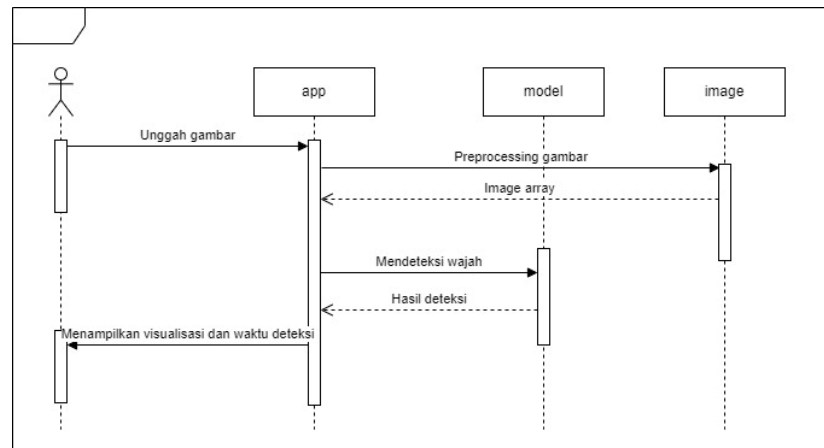 app
model
image
Unggah gambar
Preprocessing gambar
Image array
Mendeteksi wajah
Hasil deteksi
Menampilkan visualisasi dan waktu deteksi